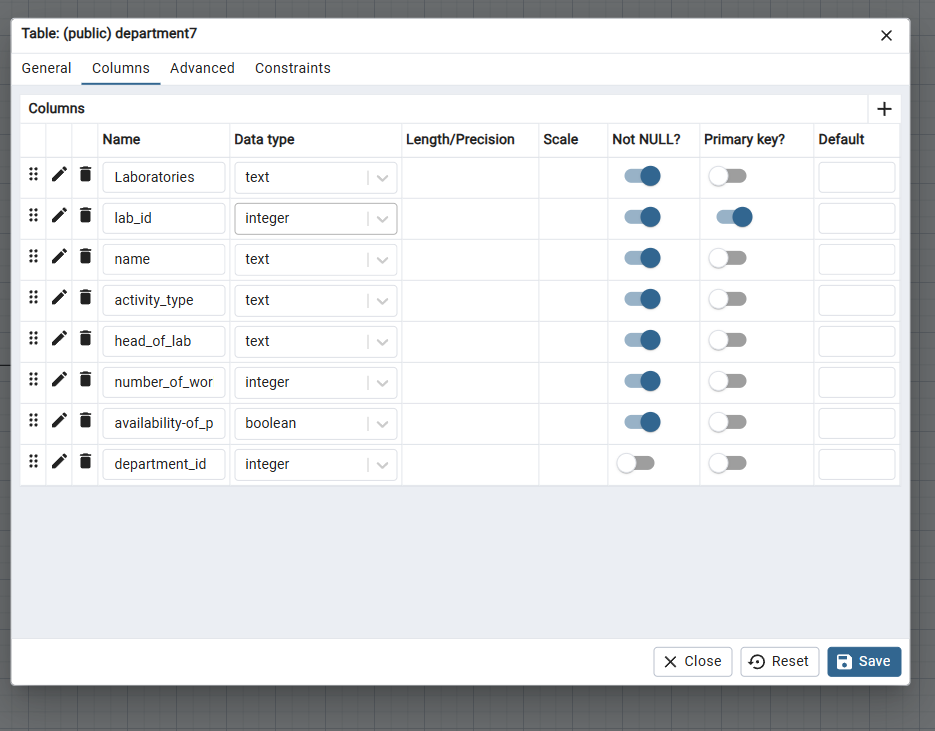 Table: (public) department7
General Columns Advanced Constraints
Columns
Name Data type Length/Precision Scale Not NULL? Primary key? Default
Laboratories text
lab_id integer
name text
activity_type text
head_of_lab text
number_of_wor integer
availability-of_p boolean
department_id integer
Close Reset Save